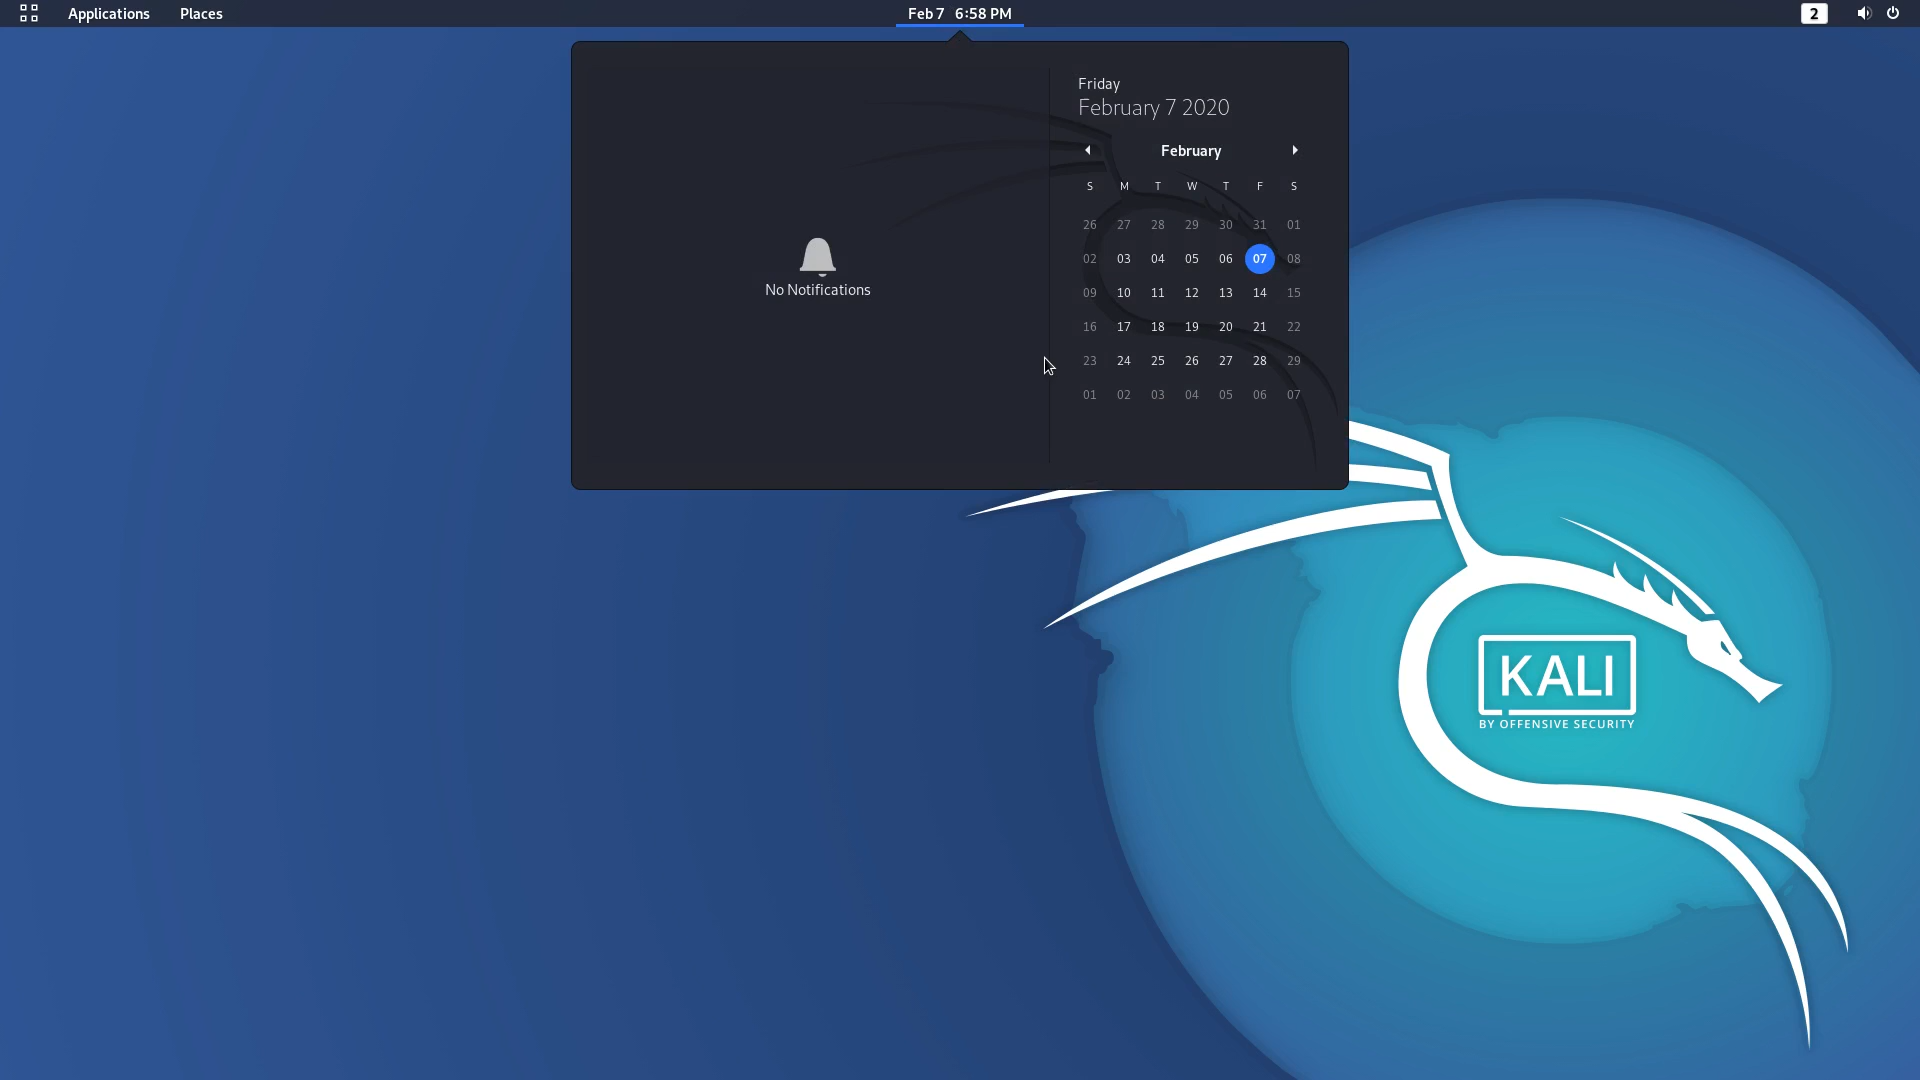 Applications Places Feb 7 6:58 PM 2
No Notifications
Friday
February 7 2020
February
S M T W T F S
26 27 28 29 30 31 01
02 03 04 05 06 07 08
09 10 11 12 13 14 15
16 17 18 19 20 21 22
23 24 25 26 27 28 29
01 02 03 04 05 06 07
KALI
BY OFFENSIVE SECURITY